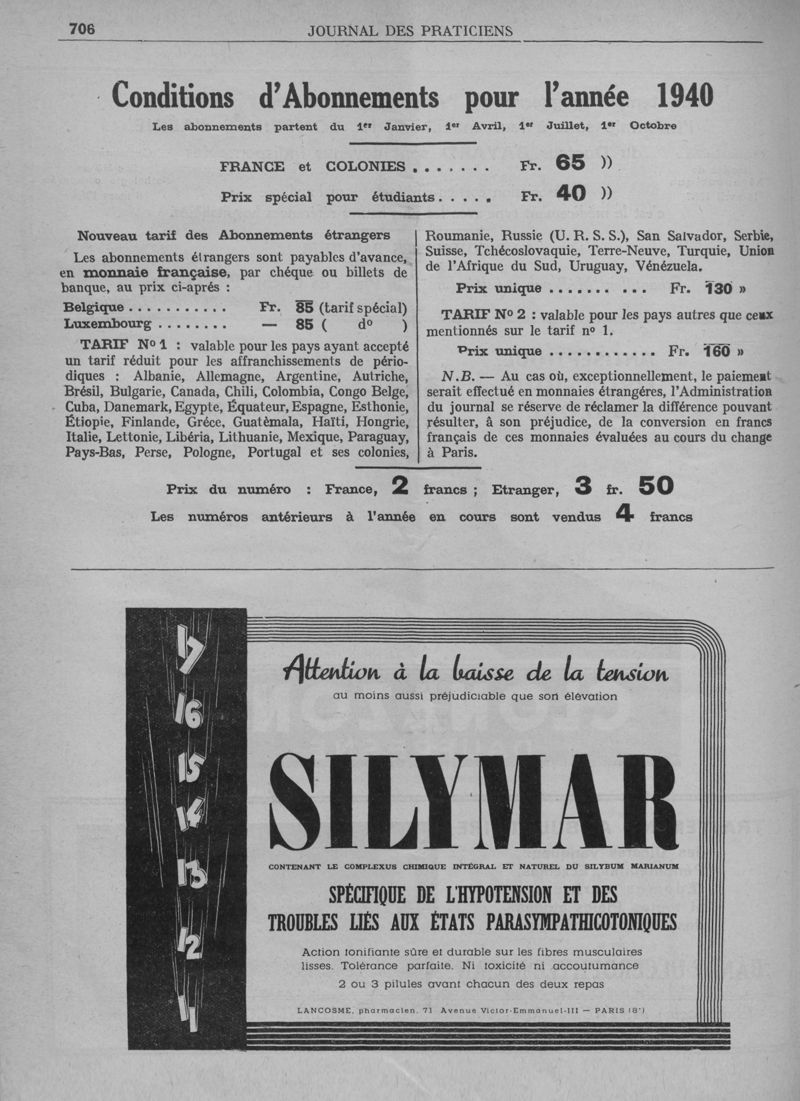 706
JOURNAL DES PRATICIENS
Conditions d'Abonnements pour l'année 1940
Les abonnements partent du 1er Janvier, 1er Avril, 1er Juillet, 1er Octobre
FRANCE et COLONIES . . . . . . . Fr. 65 »
Prix spécial pour étudiants . . . . . Fr. 40 »
Nouveau tarif des Abonnements étrangers
Les abonnements étrangers sont payables d'avance,
en monnaie française, par chéque ou billets de
banque, au prix ci-aprés :
Belgique . . . . . . . . . . . Fr. 85 (tarif spécial)
Luxembourg . . . . . . . . — 85 ( do )
TARIF No 1 : valable pour les pays ayant accepté
un tarif réduit pour les affranchissements de pério-
diques : Albanie, Allemagne, Argentine, Autriche,
Brésil, Bulgarie, Canada, Chili, Colombia, Congo Belge,
Cuba, Danemark, Egypte, Équateur, Espagne, Esthonie,
Étiopie, Finlande, Gréce, Guatèmala, Haïti, Hongrie,
Italie, Lettonie, Libéria, Lithuanie, Mexique, Paraguay,
Pays-Bas, Perse, Pologne, Portugal et ses colonies,
Roumanie, Russie (U. R. S. S.), San Salvador, Serbie,
Suisse, Tchécoslovaquie, Terre-Neuve, Turquie, Union
de l'Afrique du Sud, Uruguay, Vénézuela.
Prix unique . . . . . . . . . . Fr. 130 »
TARIF No 2 : valable pour les pays autres que ceux
mentionnés sur le tarif no 1.
Prix unique . . . . . . . . . . . . Fr. 160 »
N.B. — Au cas où, exceptionnellement, le paiement
serait effectué en monnaies étrangéres, l'Administration
du journal se réserve de réclamer la différence pouvant
résulter, à son préjudice, de la conversion en francs
français de ces monnaies évaluées au cours du change
à Paris.
Prix du numéro : France, 2 francs ; Etranger, 3 fr. 50
Les numéros antérieurs à l'année en cours sont vendus 4 francs
17
16
15
14
13
12
11
Attention à la baisse de la tension
au moins aussi préjudiciable que son élévation
SILYMAR
CONTENANT LE COMPLEXUS CHIMIQUE INTÉGRAL ET NATUREL DU SILYBUM MARIANUM
SPÉCIFIQUE DE L'HYPOTENSION ET DES
TROUBLES LIÉS AUX ÉTATS PARASYMPATHICOTONIQUES
Action tonifiante sûre et durable sur les fibres musculaires
lisses. Tolérance parfaite. Ni toxicité ni accoutumance
2 ou 3 pilules avant chacun des deux repas
LANCOSME, pharmacien, 71 Avenue Victor-Emmanuel-III — PARIS (8e)